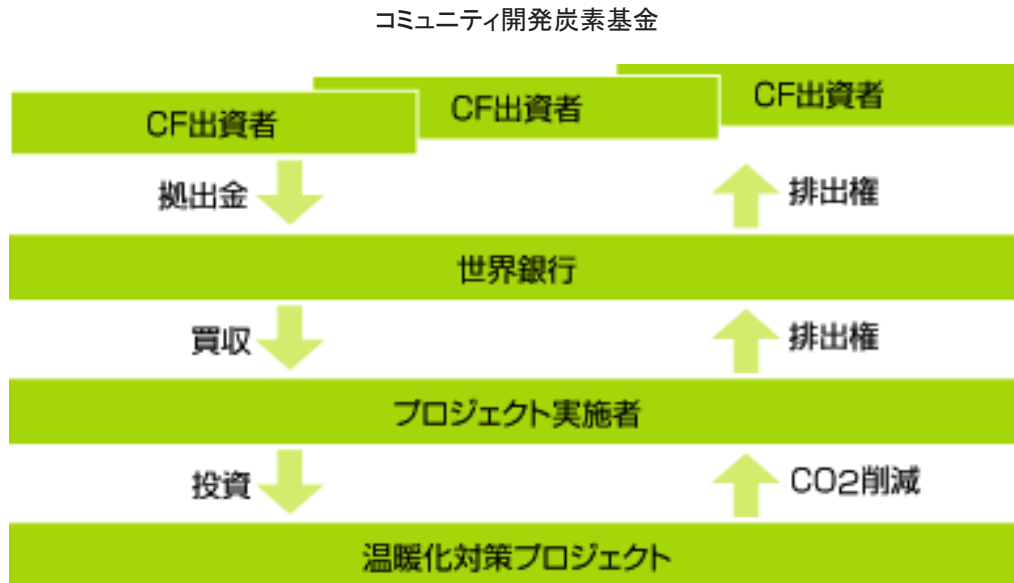 コミュニティ開発炭素基金
CF出資者
CF出資者
CF出資者
拠出金
排出権
世界銀行
買収
排出権
プロジェクト実施者
投資
CO2削減
温暖化対策プロジェクト